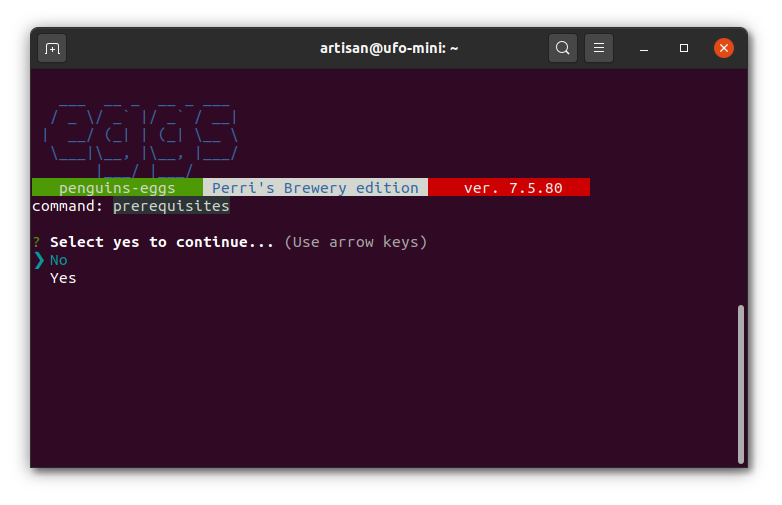 artisan@ufo-mini: ~
eggs
penguins-eggs Perri's Brewery edition ver. 7.5.80
command: prerequisites
? Select yes to continue... (Use arrow keys)
❯ No
Yes